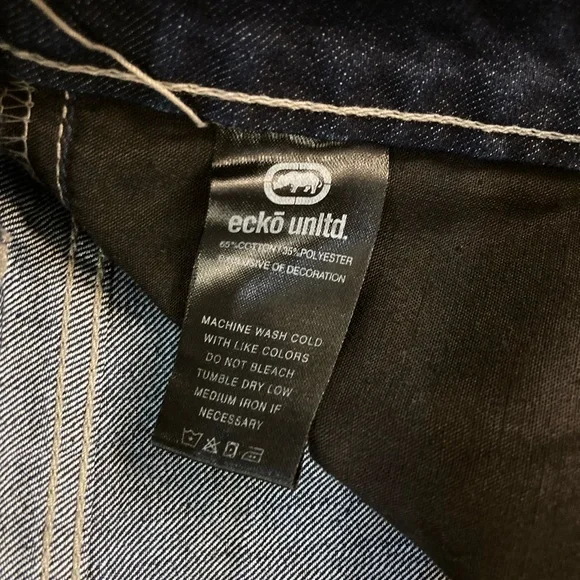 eckō unltd.
65%COTTON/35%POLYESTER
EXCLUSIVE OF DECORATION
MACHINE WASH COLD
WITH LIKE COLORS
DO NOT BLEACH
TUMBLE DRY LOW
MEDIUM IRON IF
NECESSARY